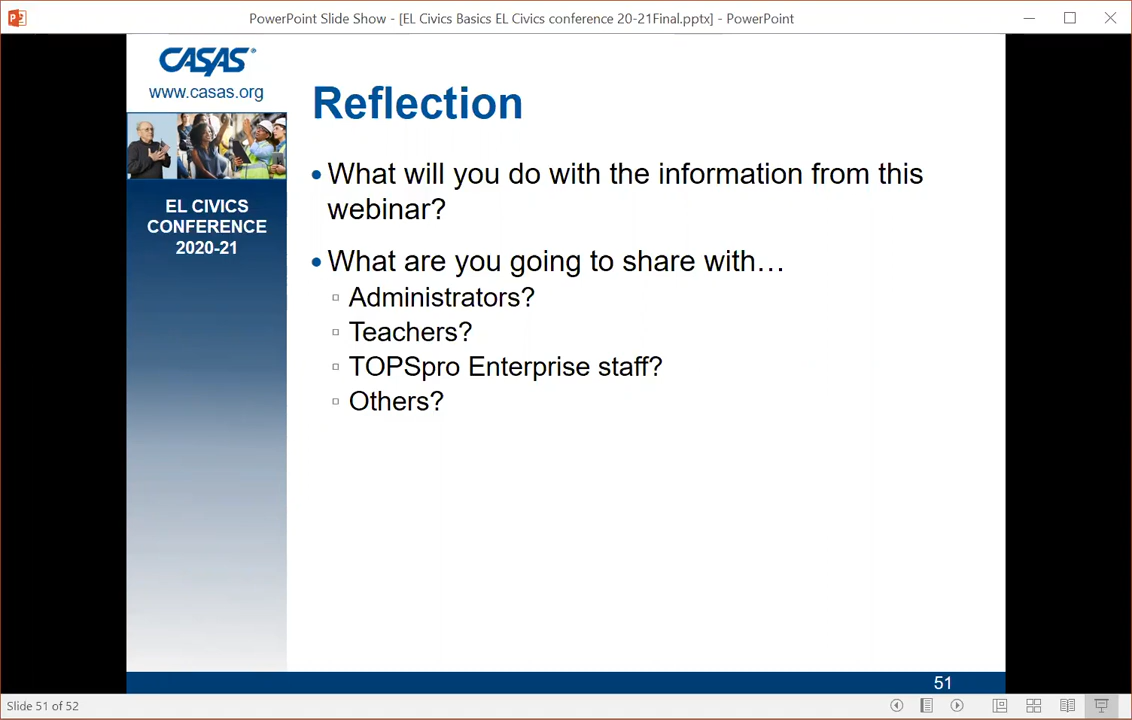 PowerPoint Slide Show - [EL Civics Basics EL Civics conference 20-21Final.pptx] - PowerPoint
CASAS®
www.casas.org
EL CIVICS
CONFERENCE
2020-21
Reflection
• What will you do with the information from this
webinar?
• What are you going to share with…
▫ Administrators?
▫ Teachers?
▫ TOPSpro Enterprise staff?
▫ Others?
51
Slide 51 of 52